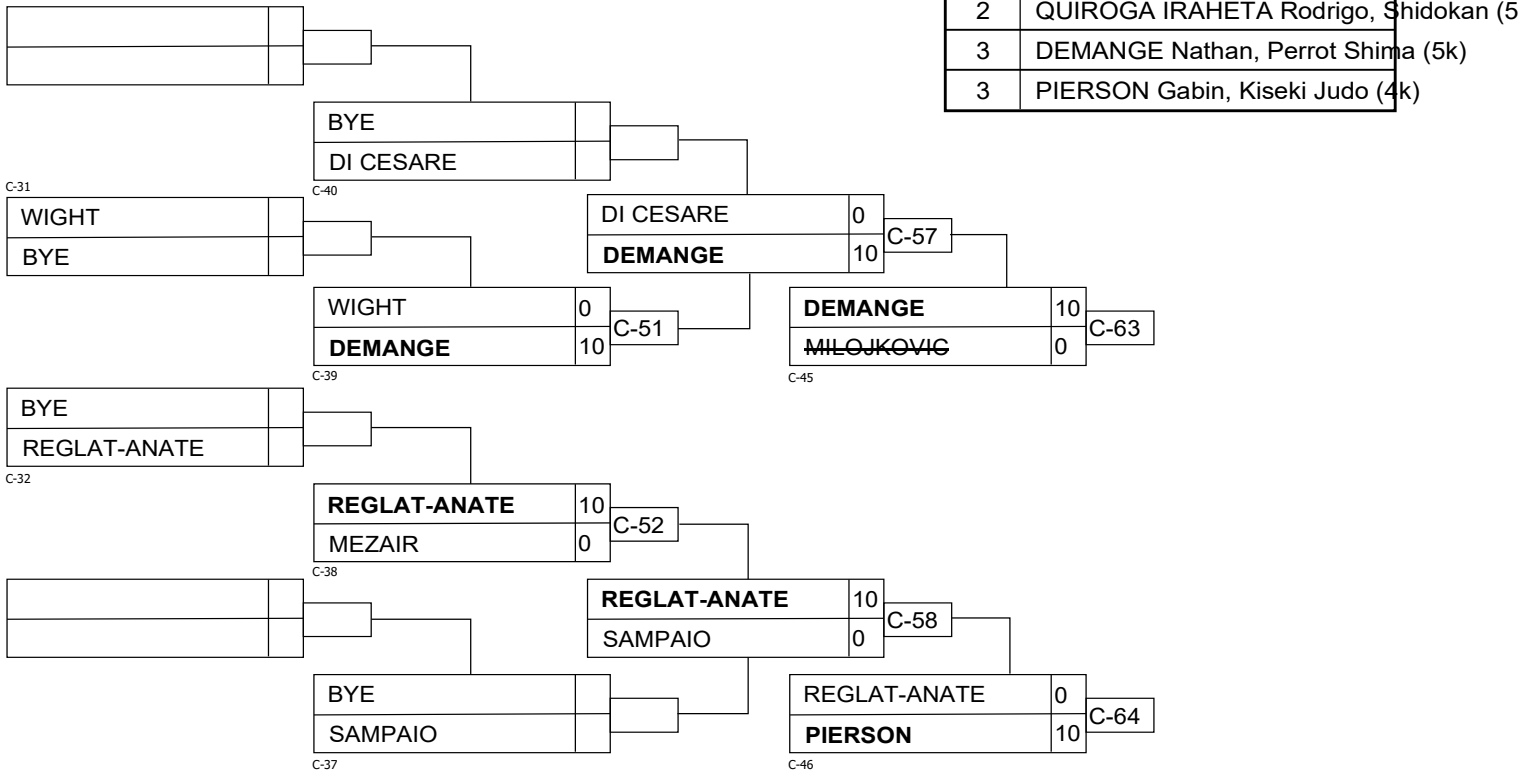 2 QUIROGA IRAHETA Rodrigo, Shidokan (5
3 DEMANGE Nathan, Perrot Shima (5k)
3 PIERSON Gabin, Kiseki Judo (4k)
BYE
DI CESARE
C-40
C-31
WIGHT
BYE
DI CESARE 0
DEMANGE 10
C-57
WIGHT 0
DEMANGE 10
C-51
C-39
DEMANGE 10
MILOJKOVIC 0
C-63
C-45
BYE
REGLAT-ANATE
C-32
REGLAT-ANATE 10
MEZAIR 0
C-52
C-38
REGLAT-ANATE 10
SAMPAIO 0
C-58
BYE
SAMPAIO
C-37
REGLAT-ANATE 0
PIERSON 10
C-64
C-46